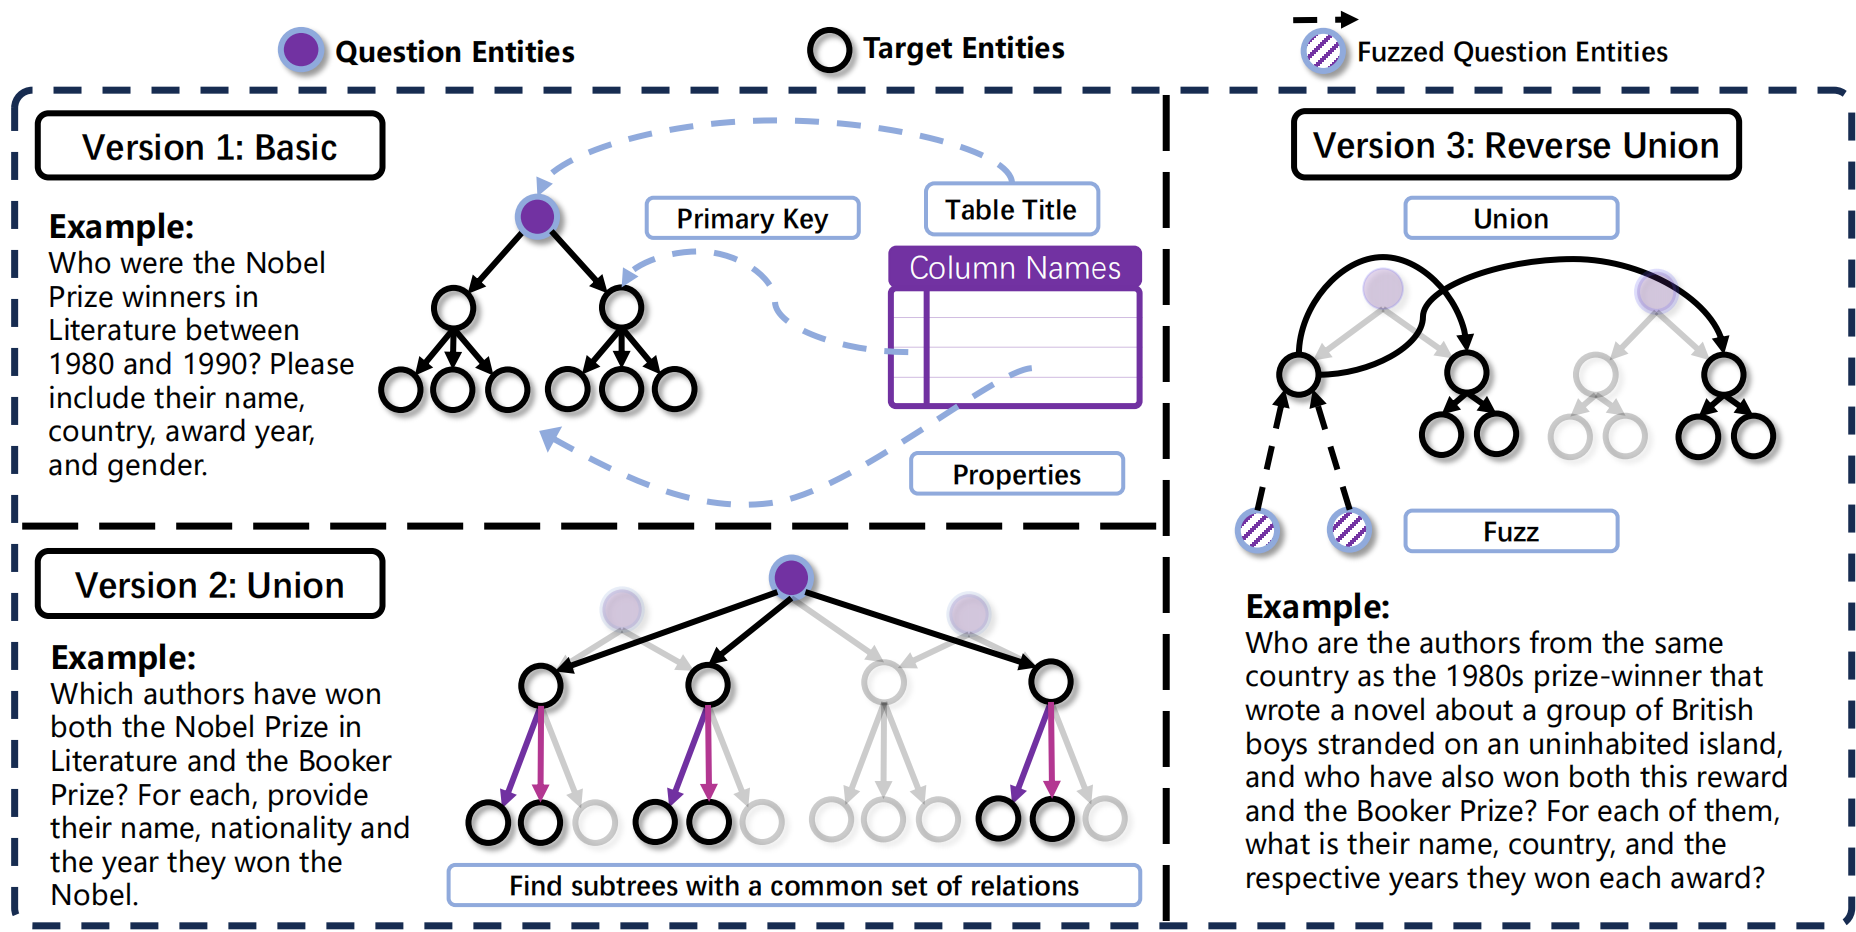 Question Entities
Target Entities
Fuzzed Question Entities
Version 1: Basic
Example:
Who were the Nobel
Prize winners in
Literature between
1980 and 1990? Please
include their name,
country, award year,
and gender.
Primary Key
Table Title
Column Names
Properties
Version 2: Union
Example:
Which authors have won
both the Nobel Prize in
Literature and the Booker
Prize? For each, provide
their name, nationality and
the year they won the
Nobel.
Find subtrees with a common set of relations
Version 3: Reverse Union
Union
Fuzz
Example:
Who are the authors from the same
country as the 1980s prize-winner that
wrote a novel about a group of British
boys stranded on an uninhabited island,
and who have also won both this reward
and the Booker Prize? For each of them,
what is their name, country, and the
respective years they won each award?